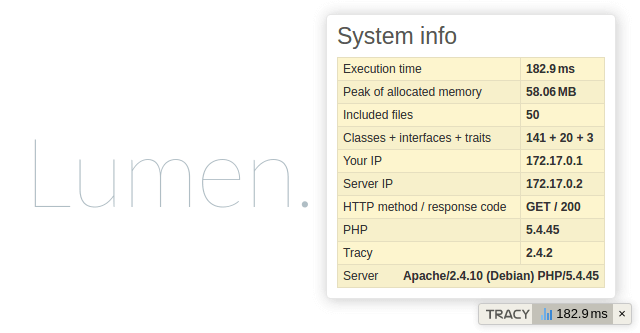 Lumen.
System info
Execution time 182.9 ms
Peak of allocated memory 58.06 MB
Included files 50
Classes + interfaces + traits 141 + 20 + 3
Your IP 172.17.0.1
Server IP 172.17.0.2
HTTP method / response code GET / 200
PHP 5.4.45
Tracy 2.4.2
Server Apache/2.4.10 (Debian) PHP/5.4.45
TRACY 182.9 ms ×